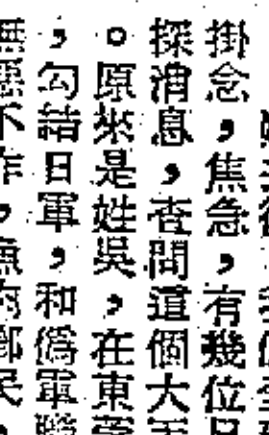 掛念，焦急，有幾位
探消息，查問這個大
。原來是姓吳，在東
，勾諸日軍，和偽軍
無惡不作，魚肉鄉民